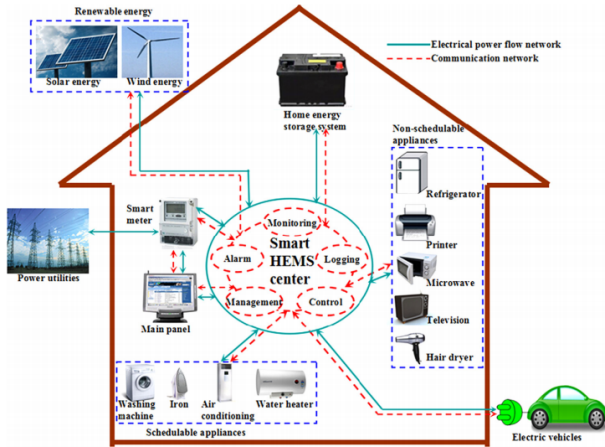 Renewable energy
Solar energy
Wind energy
Electrical power flow network
Communication network
Home energy
storage system
Non-schedulable
appliances
Refrigerator
Printer
Microwave
Television
Hair dryer
Smart
meter
Power utilities
Main panel
Monitoring
Alarm
Smart
HEMS
center
Logging
Management
Control
Washing
machine
Iron
Air
conditioning
Water heater
Schedulable appliances
Electric vehicles